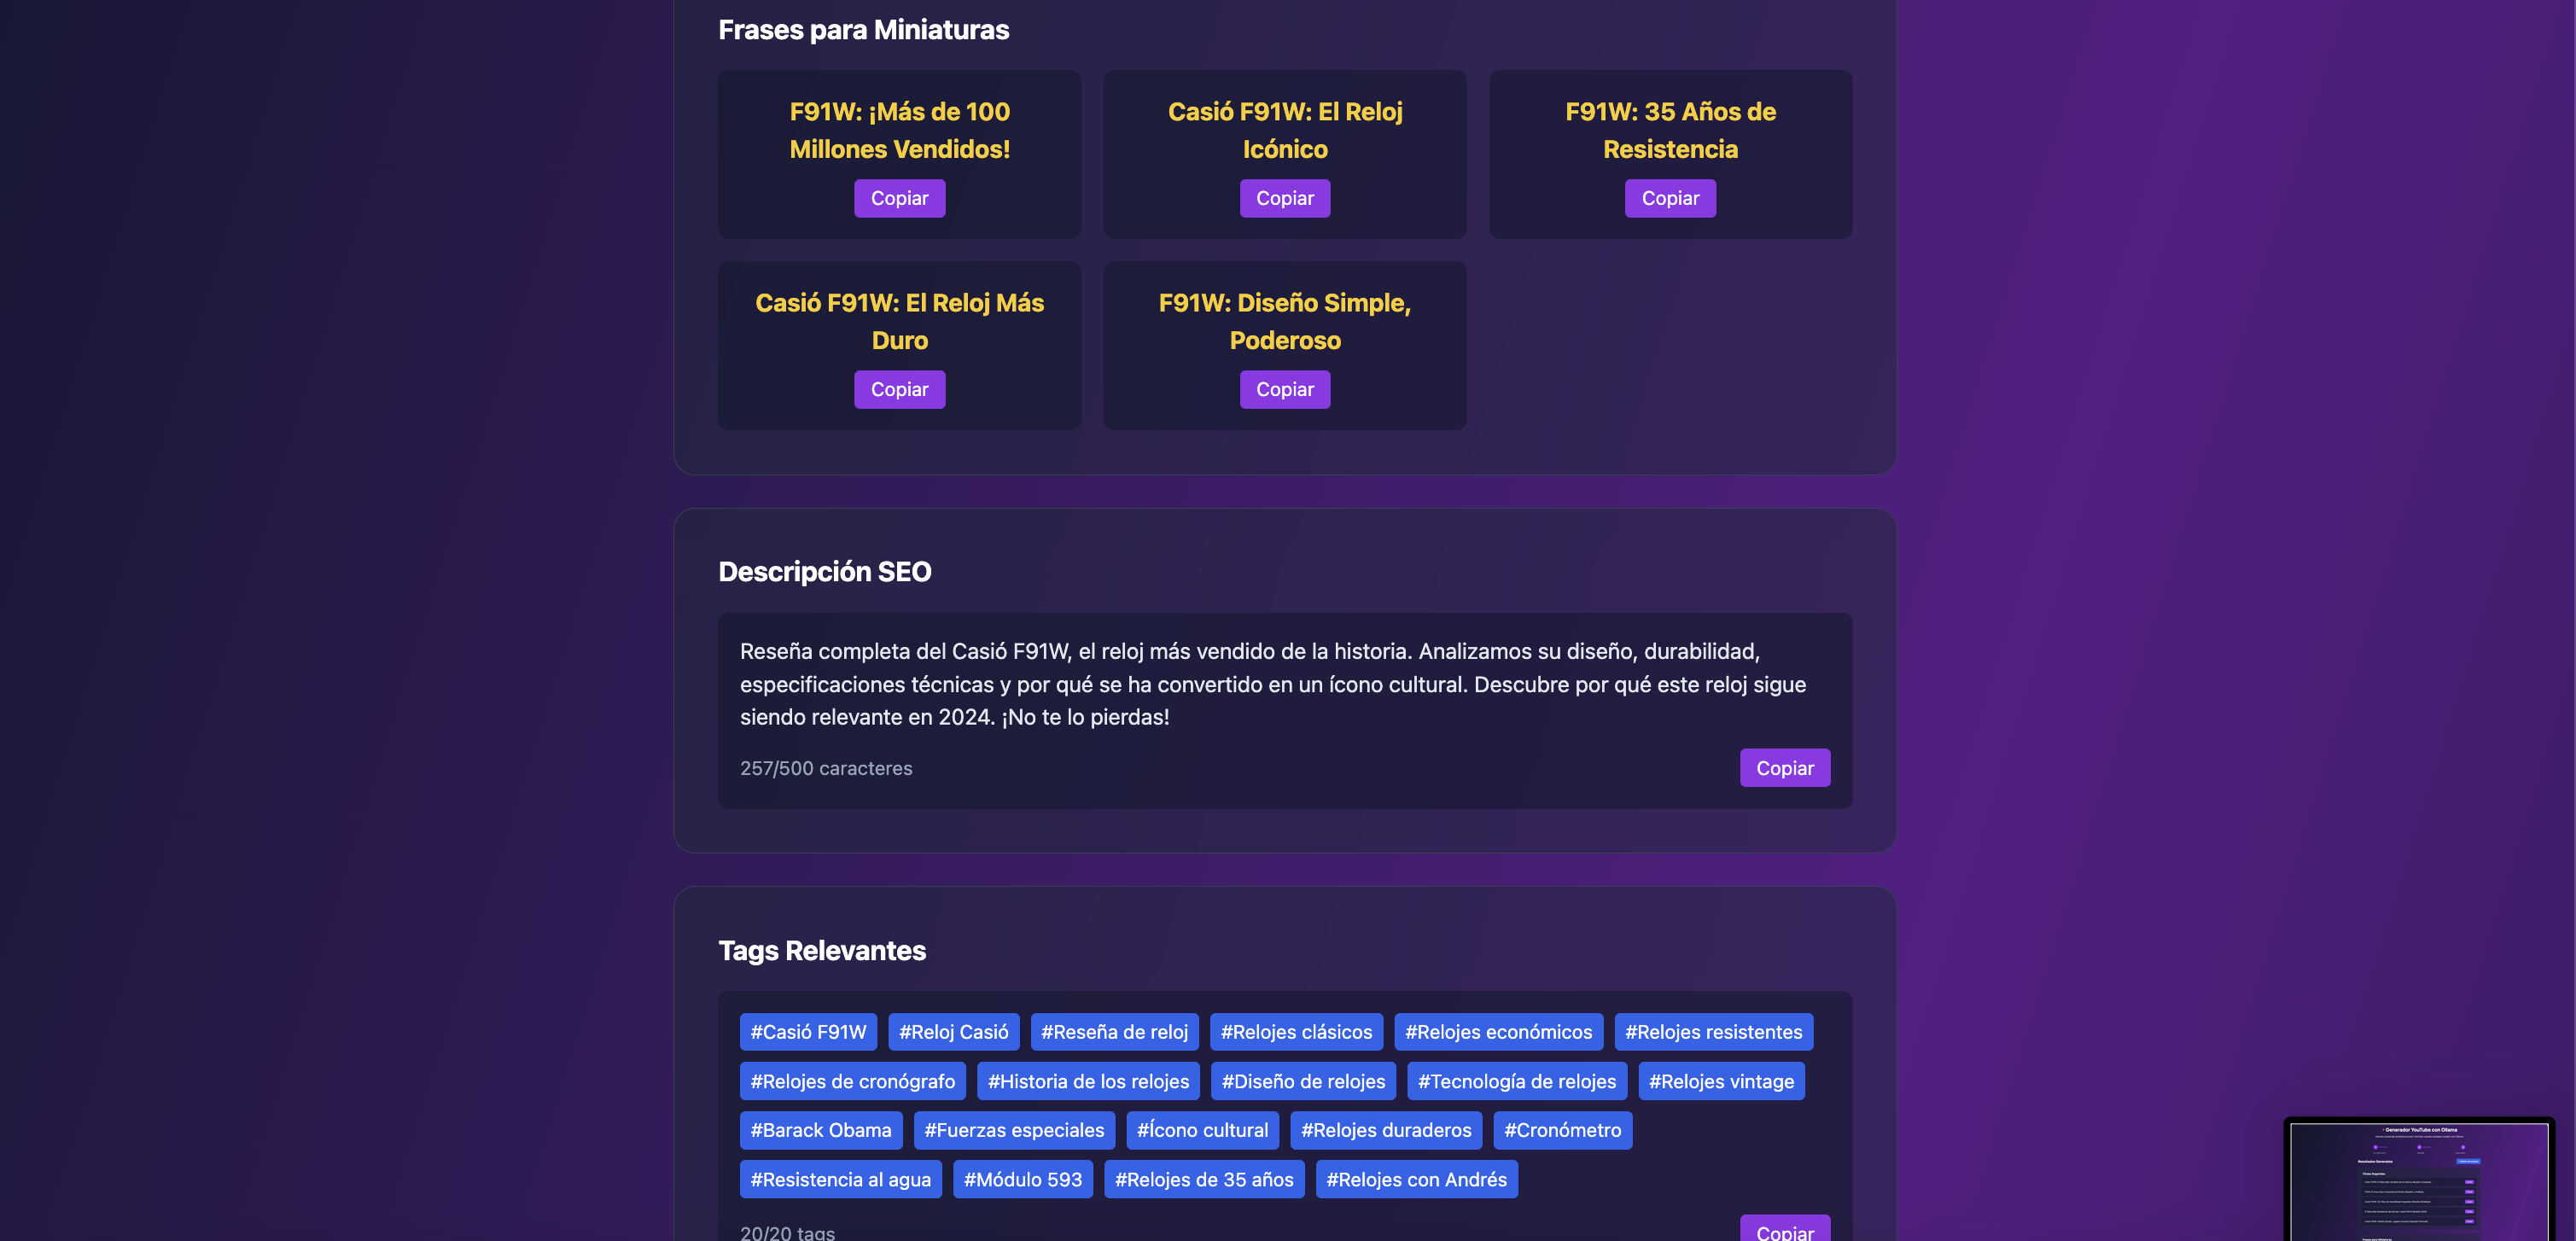 Frases para Miniaturas
F91W: ¡Más de 100
Millones Vendidos!
Copiar
Casió F91W: El Reloj
Icónico
Copiar
F91W: 35 Años de
Resistencia
Copiar
Casió F91W: El Reloj Más
Duro
Copiar
F91W: Diseño Simple,
Poderoso
Copiar
Descripción SEO
Reseña completa del Casió F91W, el reloj más vendido de la historia. Analizamos su diseño, durabilidad,
especificaciones técnicas y por qué se ha convertido en un ícono cultural. Descubre por qué este reloj sigue
siendo relevante en 2024. ¡No te lo pierdas!
257/500 caracteres
Copiar
Tags Relevantes
#Casió F91W #Reloj Casió #Reseña de reloj #Relojes clásicos #Relojes económicos #Relojes resistentes
#Relojes de cronógrafo #Historia de los relojes #Diseño de relojes #Tecnología de relojes #Relojes vintage
#Barack Obama #Fuerzas especiales #Ícono cultural #Relojes duraderos #Cronómetro
#Resistencia al agua #Módulo 593 #Relojes de 35 años #Relojes con Andrés
20/20 tags
Copiar
Generador YouTube con Ollama